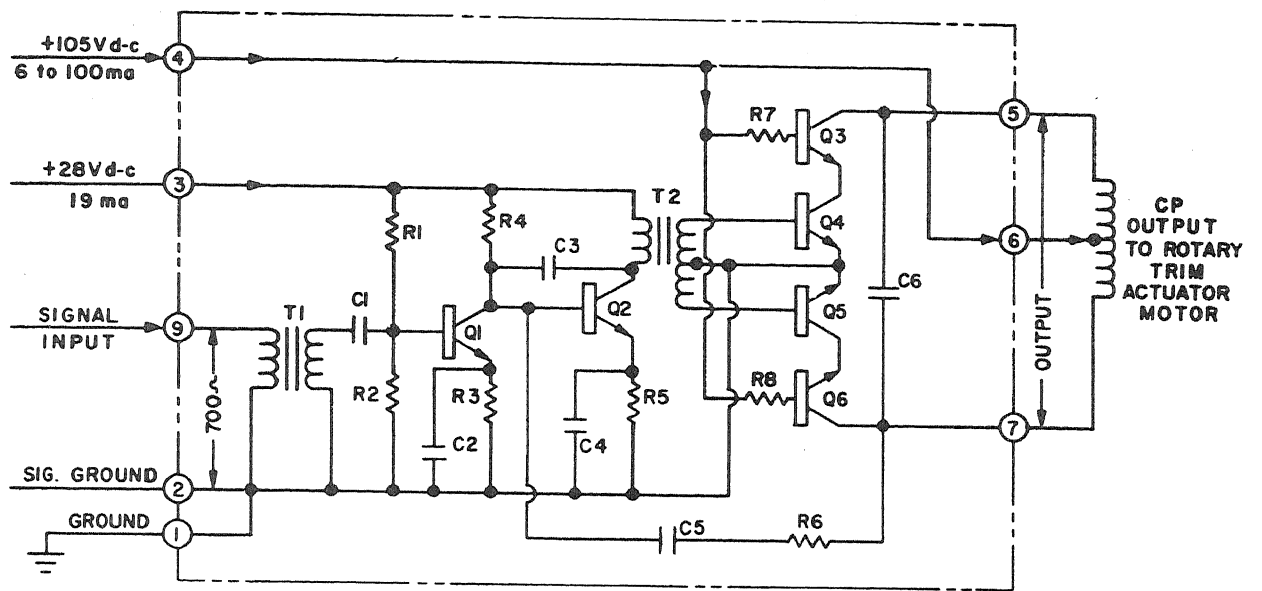 +105Vd-c
4
6 to 100ma
5
R7
Q3
+28Vd-c
3
19 ma
T2
R4
R1
Q4
C3
CP
OUTPUT
TO ROTARY
TRIM
ACTUATOR
MOTOR
6
C6
SIGNAL
INPUT
9
T1
C1
Q1
Q2
Q5
OUTPUT
700~
R2
R3
R5
R8
Q6
7
C2
C4
SIG. GROUND
2
GROUND
1
C5
R6